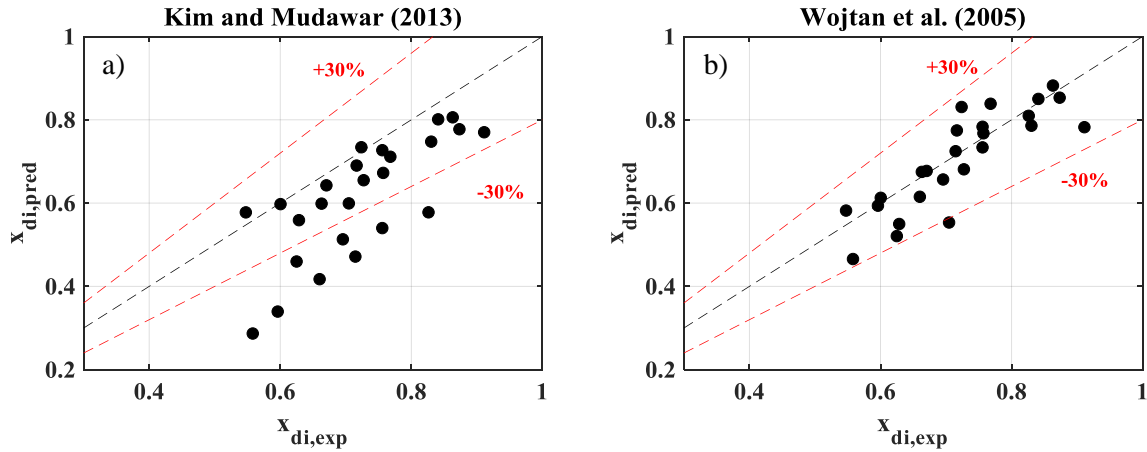 Kim and Mudawar (2013)
a)
+30%
-30%
1
0.8
0.6
0.4
0.2
0.4
0.6
0.8
1
x_di,pred
x_di,exp
Wojtan et al. (2005)
b)
+30%
-30%
1
0.8
0.6
0.4
0.2
0.4
0.6
0.8
1
x_di,pred
x_di,exp